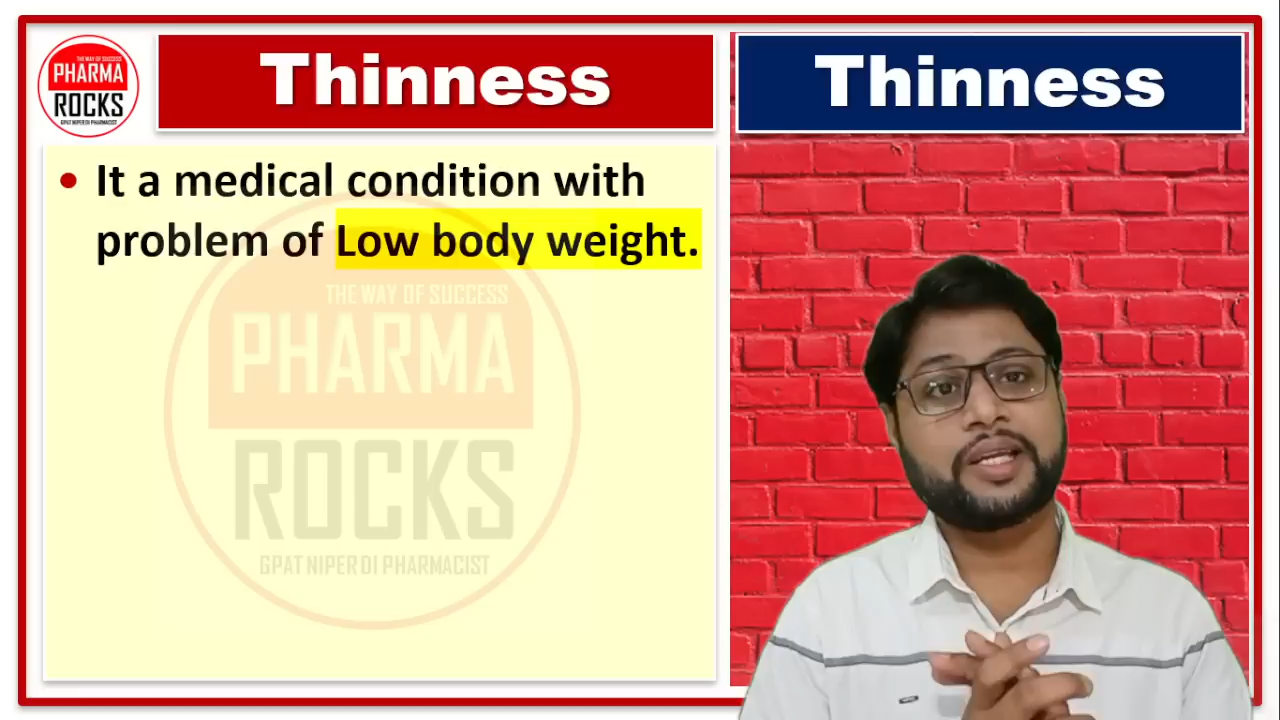 THE WAY OF SUCCESS
PHARMA
ROCKS
GPAT NIPER DI PHARMACIST
Thinness
Thinness
• It a medical condition with
problem of Low body weight.
THE WAY OF SUCCESS
PHARMA
ROCKS
GPAT NIPER DI PHARMACIST